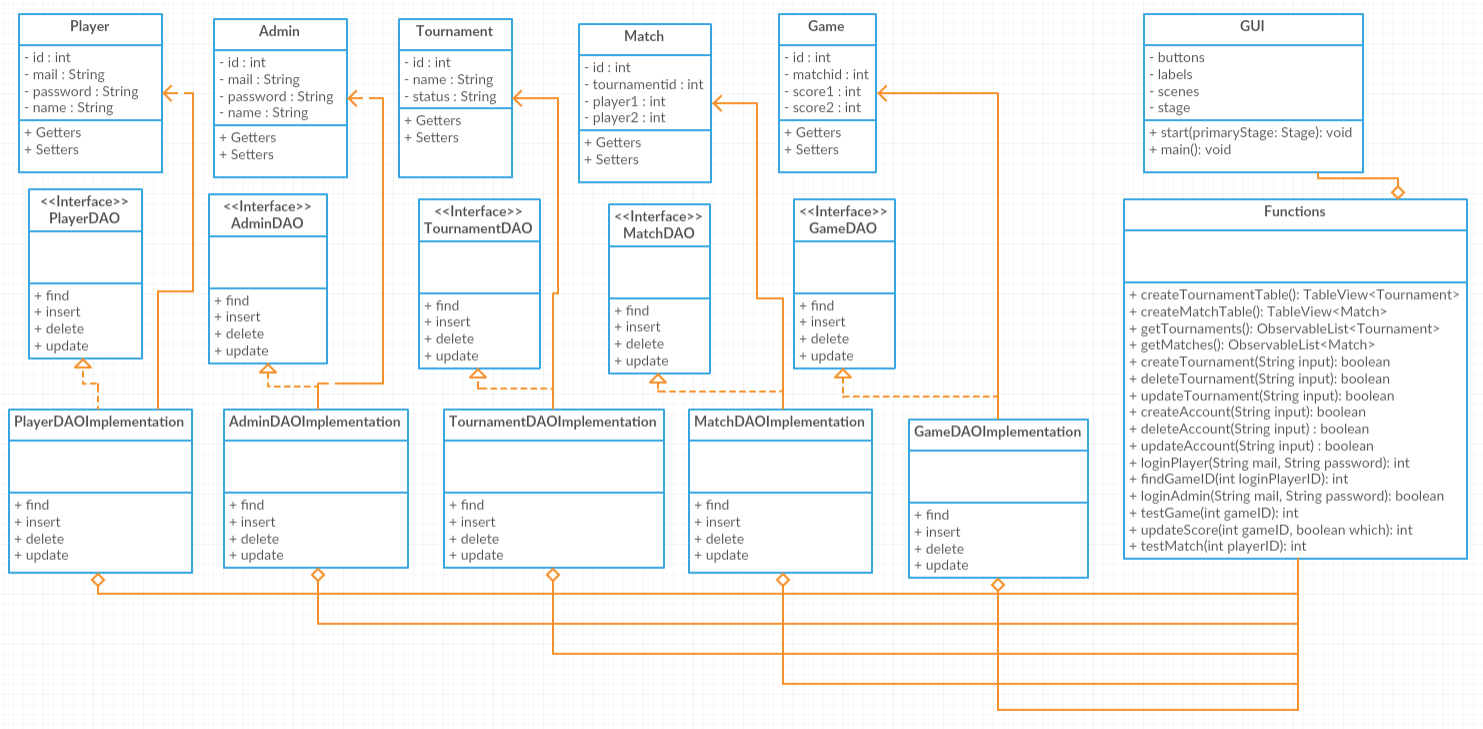 Player
- id : int
- mail : String
- password : String
- name : String
+ Getters
+ Setters
Admin
- id : int
- mail : String
- password : String
- name : String
+ Getters
+ Setters
Tournament
- id : int
- name : String
- status : String
+ Getters
+ Setters
Match
- id : int
- tournamentid : int
- player1 : int
- player2 : int
+ Getters
+ Setters
Game
- id : int
- matchid : int
- score1 : int
- score2 : int
+ Getters
+ Setters
GUI
- buttons
- labels
- scenes
- stage
+ start(primaryStage: Stage): void
+ main(): void
<<Interface>>
PlayerDAO
+ find
+ insert
+ delete
+ update
<<Interface>>
AdminDAO
+ find
+ insert
+ delete
+ update
<<Interface>>
TournamentDAO
+ find
+ insert
+ delete
+ update
<<Interface>>
MatchDAO
+ find
+ insert
+ delete
+ update
<<Interface>>
GameDAO
+ find
+ insert
+ delete
+ update
Functions
+ createTournamentTable(): TableView<Tournament>
+ createMatchTable(): TableView<Match>
+ getTournaments(): ObservableList<Tournament>
+ getMatches(): ObservableList<Match>
+ createTournament(String input): boolean
+ deleteTournament(String input): boolean
+ updateTournament(String input): boolean
+ createAccount(String input): boolean
+ deleteAccount(String input) : boolean
+ updateAccount(String input) : boolean
+ loginPlayer(String mail, String password): int
+ findGameID(int loginPlayerID): int
+ loginAdmin(String mail, String password): boolean
+ testGame(int gameID): int
+ updateScore(int gameID, boolean which): int
+ testMatch(int playerID): int
PlayerDAOImplementation
+ find
+ insert
+ delete
+ update
AdminDAOImplementation
+ find
+ insert
+ delete
+ update
TournamentDAOImplementation
+ find
+ insert
+ delete
+ update
MatchDAOImplementation
+ find
+ insert
+ delete
+ update
GameDAOImplementation
+ find
+ insert
+ delete
+ update